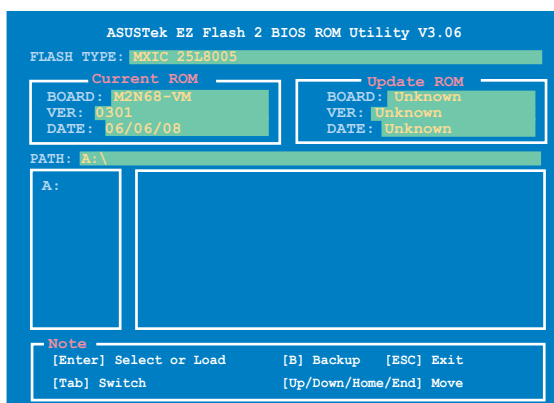 ASUSTek EZ Flash 2 BIOS ROM Utility V3.06
FLASH TYPE: MXIC 25L8005
Current ROM
BOARD: M2N68-VM
VER: 0301
DATE: 06/06/08
Update ROM
BOARD: Unknown
VER: Unknown
DATE: Unknown
PATH: A:\
A:
Note
[Enter] Select or Load [B] Backup [ESC] Exit
[Tab] Switch [Up/Down/Home/End] Move